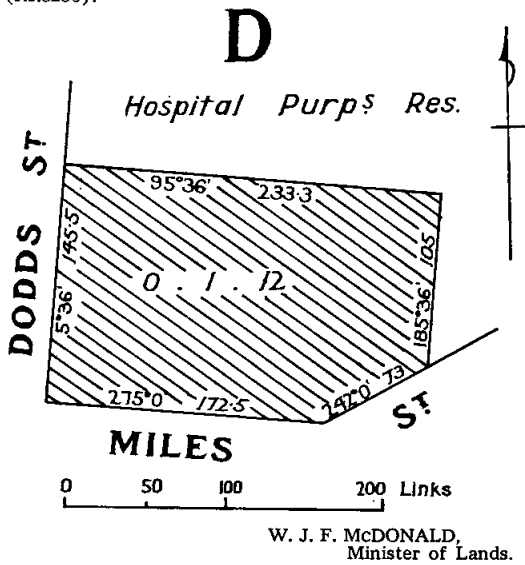 D
Hospital Purpˢ Res.
DODDS ST
95°36' 233·3
145·5
5°36'
0 . 1 . 12
105
185°36'
275°0' 172·5
242°0' 73
MILES ST
0 50 100 200 Links
W. J. F. McDONALD,
Minister of Lands.